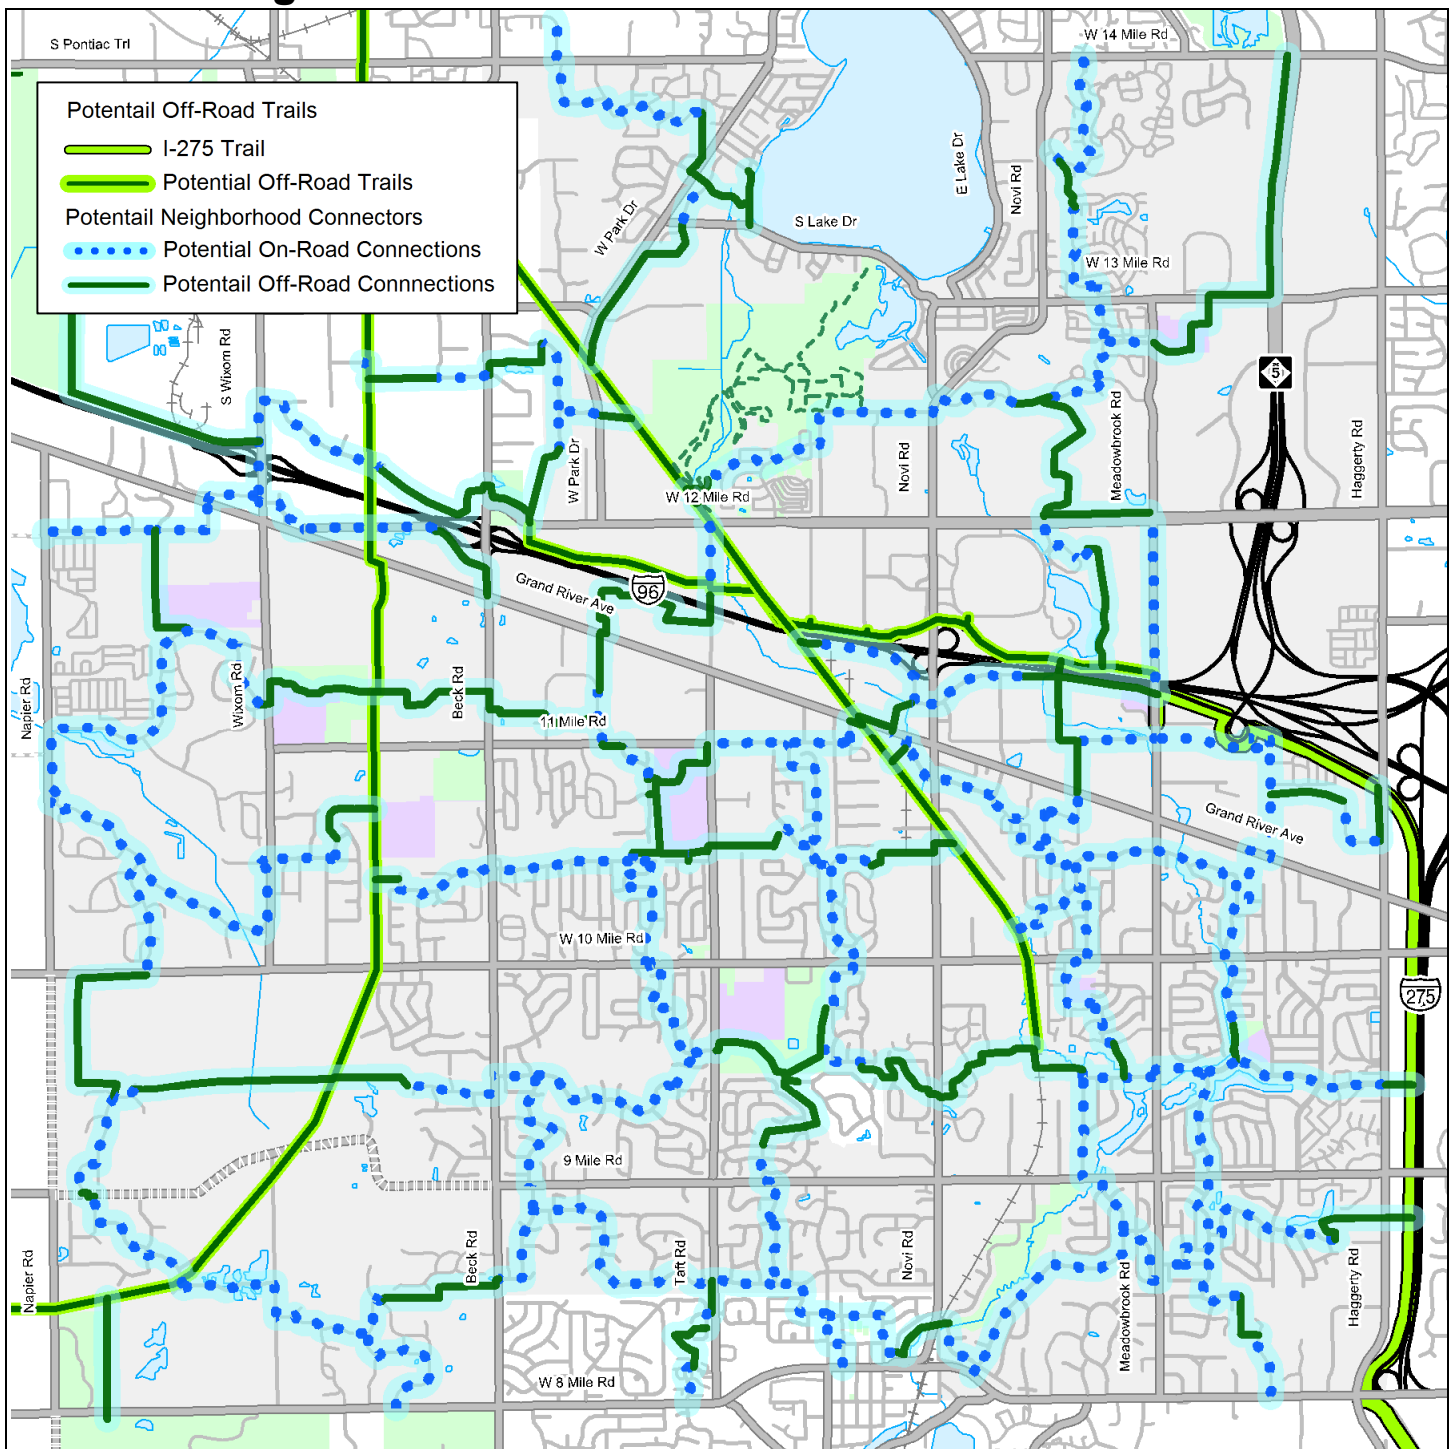 S Pontiac Trl
W 14 Mile Rd
Potentail Off-Road Trails
I-275 Trail
Potential Off-Road Trails
Potentail Neighborhood Connectors
Potential On-Road Connections
Potentail Off-Road Connnections
E Lake Dr
Novi Rd
W Park Dr
S Lake Dr
W 13 Mile Rd
S Wixom Rd
5
W Park Dr
Novi Rd
Meadowbrook Rd
Haggerty Rd
W 12 Mile Rd
Grand River Ave
96
Napier Rd
Wixom Rd
Beck Rd
11 Mile Rd
Grand River Ave
W 10 Mile Rd
275
9 Mile Rd
Napier Rd
Beck Rd
Taft Rd
Novi Rd
Meadowbrook Rd
Haggerty Rd
W 8 Mile Rd